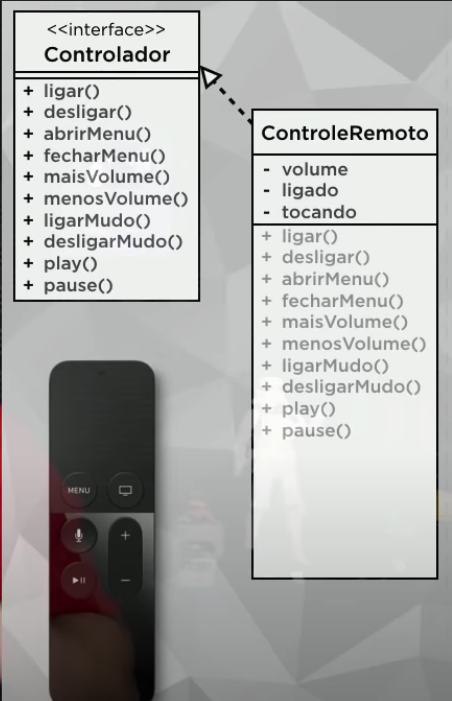 <<interface>>
Controlador
+ ligar()
+ desligar()
+ abrirMenu()
+ fecharMenu()
+ maisVolume()
+ menosVolume()
+ ligarMudo()
+ desligarMudo()
+ play()
+ pause()
ControleRemoto
- volume
- ligado
- tocando
+ ligar()
+ desligar()
+ abrirMenu()
+ fecharMenu()
+ maisVolume()
+ menosVolume()
+ ligarMudo()
+ desligarMudo()
+ play()
+ pause()
MENU
+
−